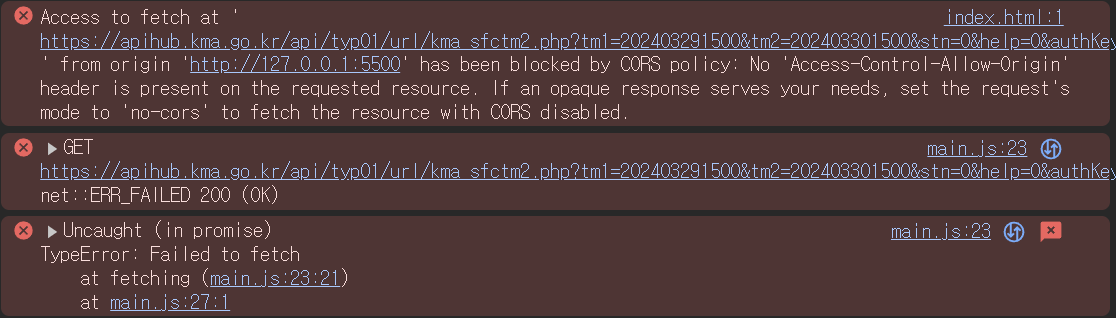 Access to fetch at ' index.html:1
https://apihub.kma.go.kr/api/typ01/url/kma_sfctm2.php?tm1=202403291500&tm2=202403301500&stn=0&help=0&authKey
' from origin 'http://127.0.0.1:5500' has been blocked by CORS policy: No 'Access-Control-Allow-Origin'
header is present on the requested resource. If an opaque response serves your needs, set the request's
mode to 'no-cors' to fetch the resource with CORS disabled.
GET main.js:23
https://apihub.kma.go.kr/api/typ01/url/kma_sfctm2.php?tm1=202403291500&tm2=202403301500&stn=0&help=0&authKey
net::ERR_FAILED 200 (OK)
Uncaught (in promise) main.js:23
TypeError: Failed to fetch
at fetching (main.js:23:21)
at main.js:27:1